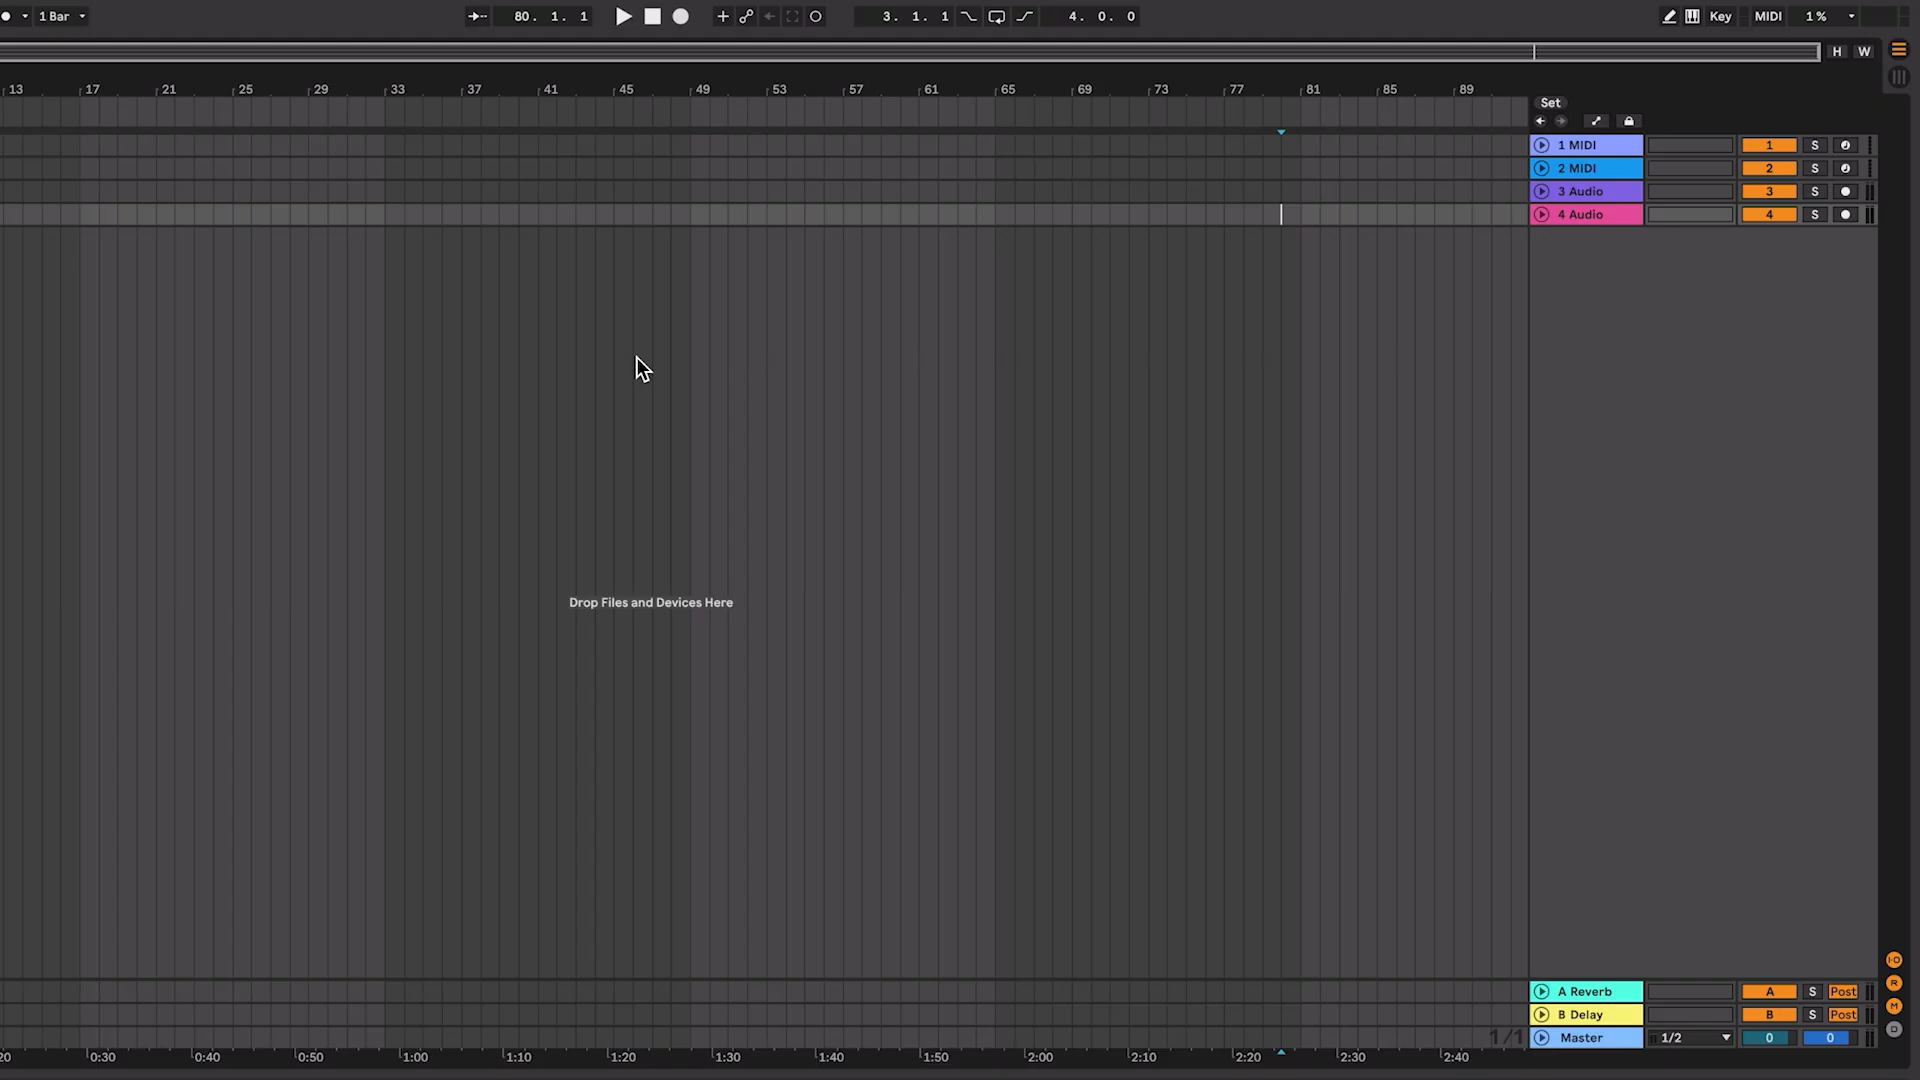 1 Bar
80. 1. 1
3. 1. 1
4. 0. 0
Key
MIDI
1 %
H W
13 17 21 25 29 33 37 41 45 49 53 57 61 65 69 73 77 81 85 89
Set
1 MIDI 1 S
2 MIDI 2 S
3 Audio 3 S
4 Audio 4 S
Drop Files and Devices Here
I·O
R
M
D
A Reverb A S Post
B Delay B S Post
1/1
Master 1/2 0 0
20 0:30 0:40 0:50 1:00 1:10 1:20 1:30 1:40 1:50 2:00 2:10 2:20 2:30 2:40